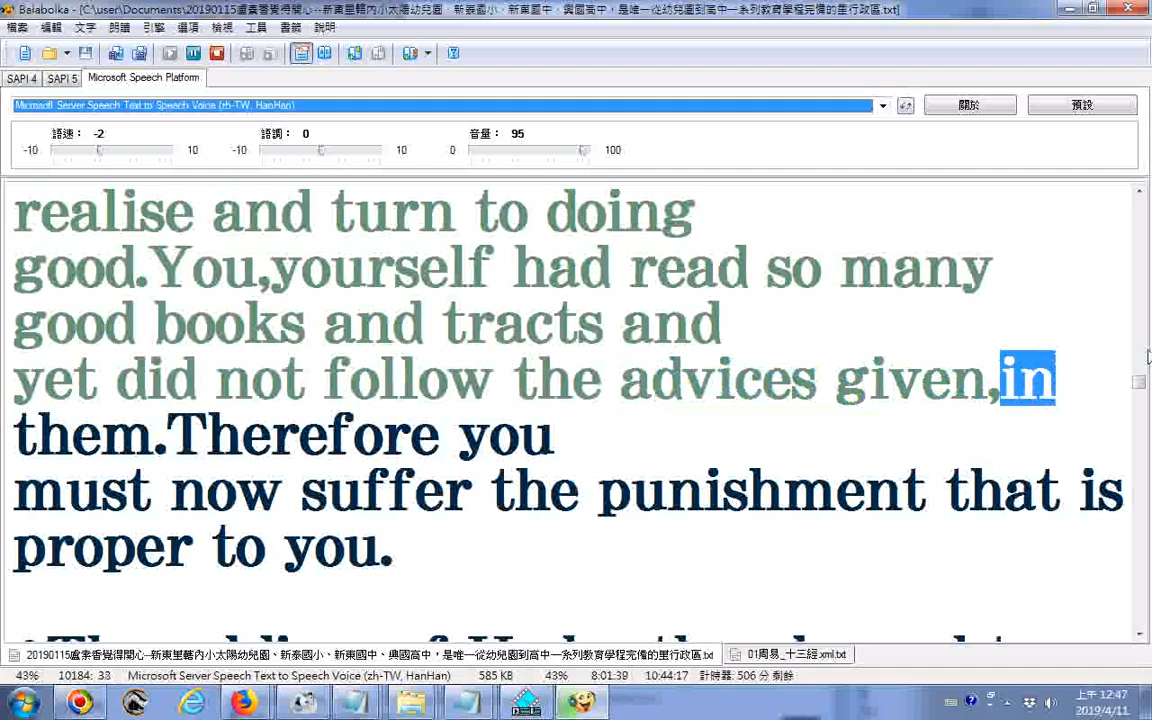 Balabolka - [C:\user\Documents\20190115盧素香覺得開心--新東里轄內小太陽幼兒園、新泰國小、新東國中、興國高中，是唯一從幼兒園到高中一系列教育學程完備的里行政區.txt]
檔案 編輯 文字 朗讀 引擎 選項 檢視 工具 書籤 說明
SAPI 4 SAPI 5 Microsoft Speech Platform
Microsoft Server Speech Text to Speech Voice (zh-TW, HanHan) 關於 預設
語速： -2 語調： 0 音量： 95
-10 10 -10 10 0 100
realise and turn to doing
good.You,yourself had read so many
good books and tracts and
yet did not follow the advices given,in
them.Therefore you
must now suffer the punishment that is
proper to you.
20190115盧素香覺得開心--新東里轄內小太陽幼兒園、新泰國小、新東國中、興國高中，是唯一從幼兒園到高中一系列教育學程完備的里行政區.txt 01周易_十三經.xml.txt
43% 10184: 33 Microsoft Server Speech Text to Speech Voice (zh-TW, HanHan) 585 KB 43% 8:01:39 10:44:17 計時器： 506 分 剩餘
上午 12:47
2019/4/11